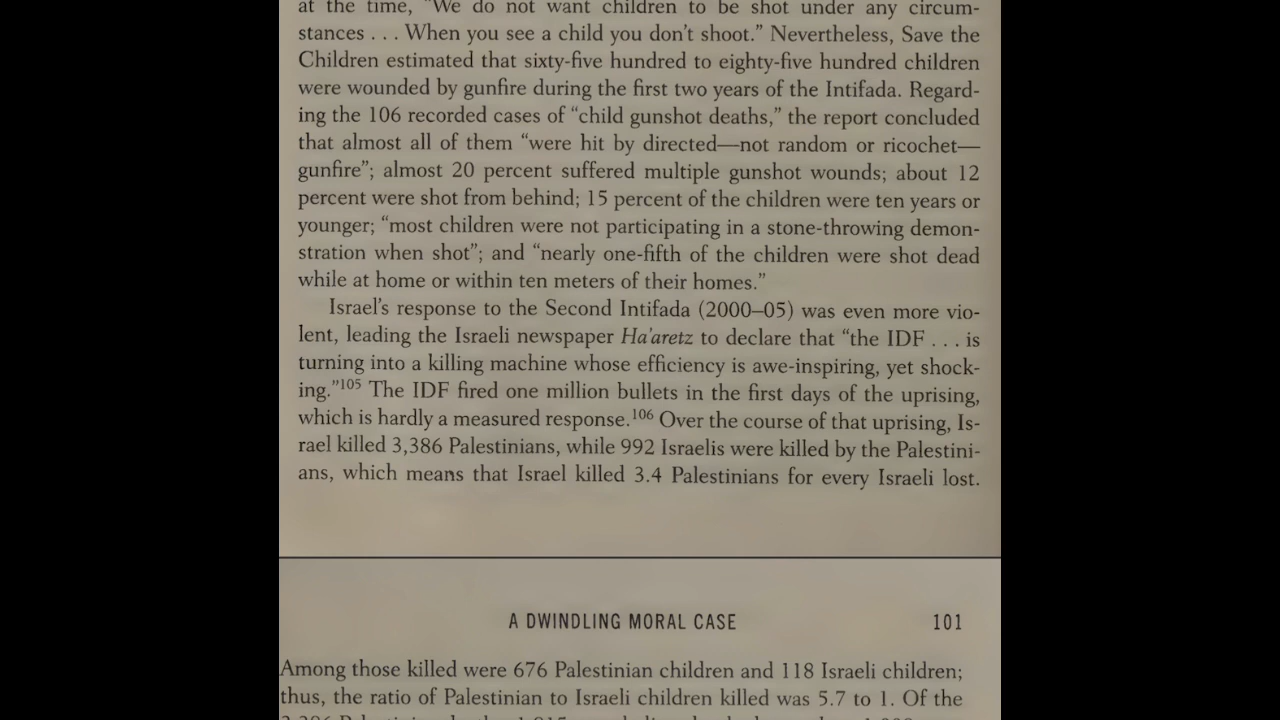 at the time, “We do not want children to be shot under any circum-
stances . . . When you see a child you don’t shoot.” Nevertheless, Save the
Children estimated that sixty-five hundred to eighty-five hundred children
were wounded by gunfire during the first two years of the Intifada. Regard-
ing the 106 recorded cases of “child gunshot deaths,” the report concluded
that almost all of them “were hit by directed—not random or ricochet—
gunfire”; almost 20 percent suffered multiple gunshot wounds; about 12
percent were shot from behind; 15 percent of the children were ten years or
younger; “most children were not participating in a stone-throwing demon-
stration when shot”; and “nearly one-fifth of the children were shot dead
while at home or within ten meters of their homes.”
Israel’s response to the Second Intifada (2000–05) was even more vio-
lent, leading the Israeli newspaper Ha’aretz to declare that “the IDF . . . is
turning into a killing machine whose efficiency is awe-inspiring, yet shock-
ing.”105 The IDF fired one million bullets in the first days of the uprising,
which is hardly a measured response.106 Over the course of that uprising, Is-
rael killed 3,386 Palestinians, while 992 Israelis were killed by the Palestini-
ans, which means that Israel killed 3.4 Palestinians for every Israeli lost.
A DWINDLING MORAL CASE 101
Among those killed were 676 Palestinian children and 118 Israeli children;
thus, the ratio of Palestinian to Israeli children killed was 5.7 to 1. Of the